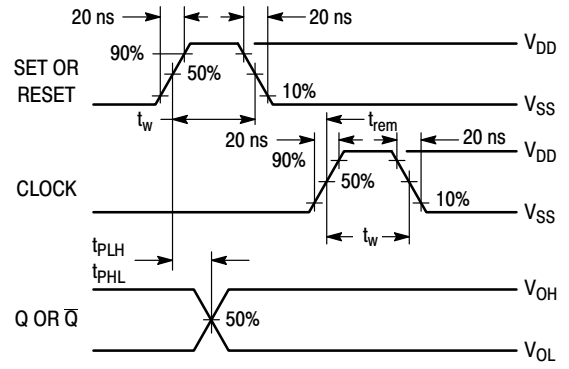 20 ns
20 ns
90%
50%
10%
SET OR
RESET
V_DD
V_SS
t_w
t_rem
20 ns
20 ns
90%
50%
10%
CLOCK
V_DD
V_SS
t_w
t_PLH
t_PHL
Q OR Q̅
50%
V_OH
V_OL